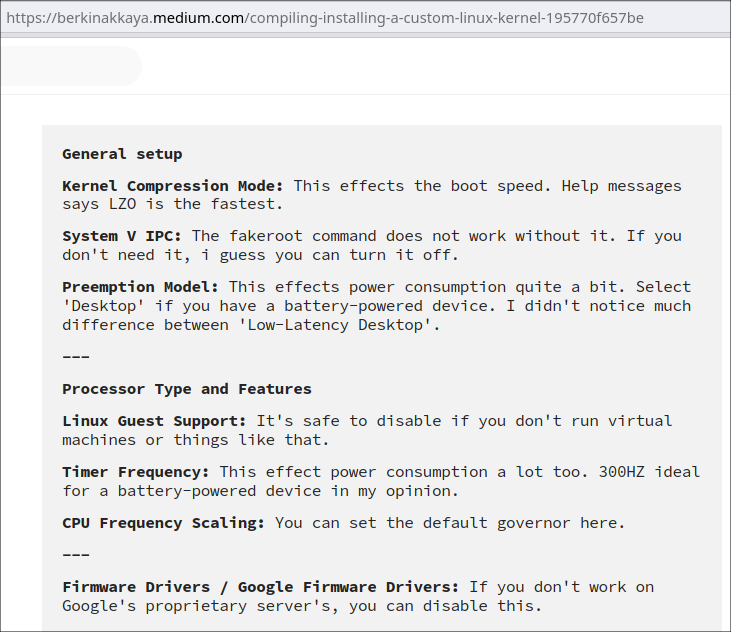 https://berkinakkaya.medium.com/compiling-installing-a-custom-linux-kernel-195770f657be
General setup
Kernel Compression Mode: This effects the boot speed. Help messages
says LZO is the fastest.
System V IPC: The fakeroot command does not work without it. If you
don't need it, i guess you can turn it off.
Preemption Model: This effects power consumption quite a bit. Select
'Desktop' if you have a battery-powered device. I didn't notice much
difference between 'Low-Latency Desktop'.
---
Processor Type and Features
Linux Guest Support: It's safe to disable if you don't run virtual
machines or things like that.
Timer Frequency: This effect power consumption a lot too. 300HZ ideal
for a battery-powered device in my opinion.
CPU Frequency Scaling: You can set the default governor here.
---
Firmware Drivers / Google Firmware Drivers: If you don't work on
Google's proprietary server's, you can disable this.